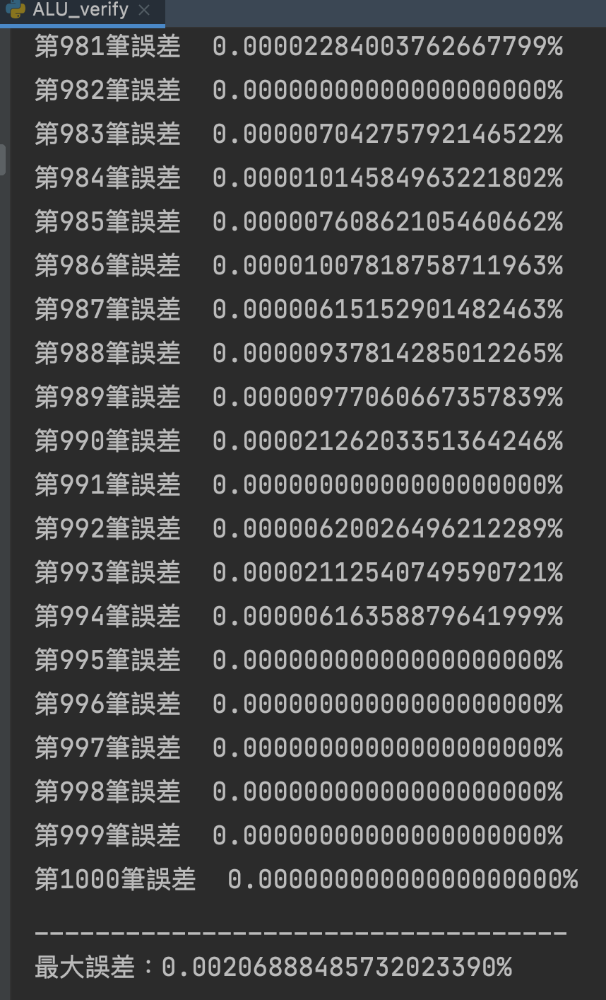 ALU_verify ×
第981筆誤差 0.00002284003762667799%
第982筆誤差 0.00000000000000000000%
第983筆誤差 0.00000704275792146522%
第984筆誤差 0.00001014584963221802%
第985筆誤差 0.00000760862105460662%
第986筆誤差 0.00001007818758711963%
第987筆誤差 0.00000615152901482463%
第988筆誤差 0.00000937814285012265%
第989筆誤差 0.00000977060667357839%
第990筆誤差 0.00002126203351364246%
第991筆誤差 0.00000000000000000000%
第992筆誤差 0.00000620026496212289%
第993筆誤差 0.00002112540749590721%
第994筆誤差 0.00000616358879641999%
第995筆誤差 0.00000000000000000000%
第996筆誤差 0.00000000000000000000%
第997筆誤差 0.00000000000000000000%
第998筆誤差 0.00000000000000000000%
第999筆誤差 0.00000000000000000000%
第1000筆誤差 0.00000000000000000000%
-----------------------------------
最大誤差：0.00206888485732023390%